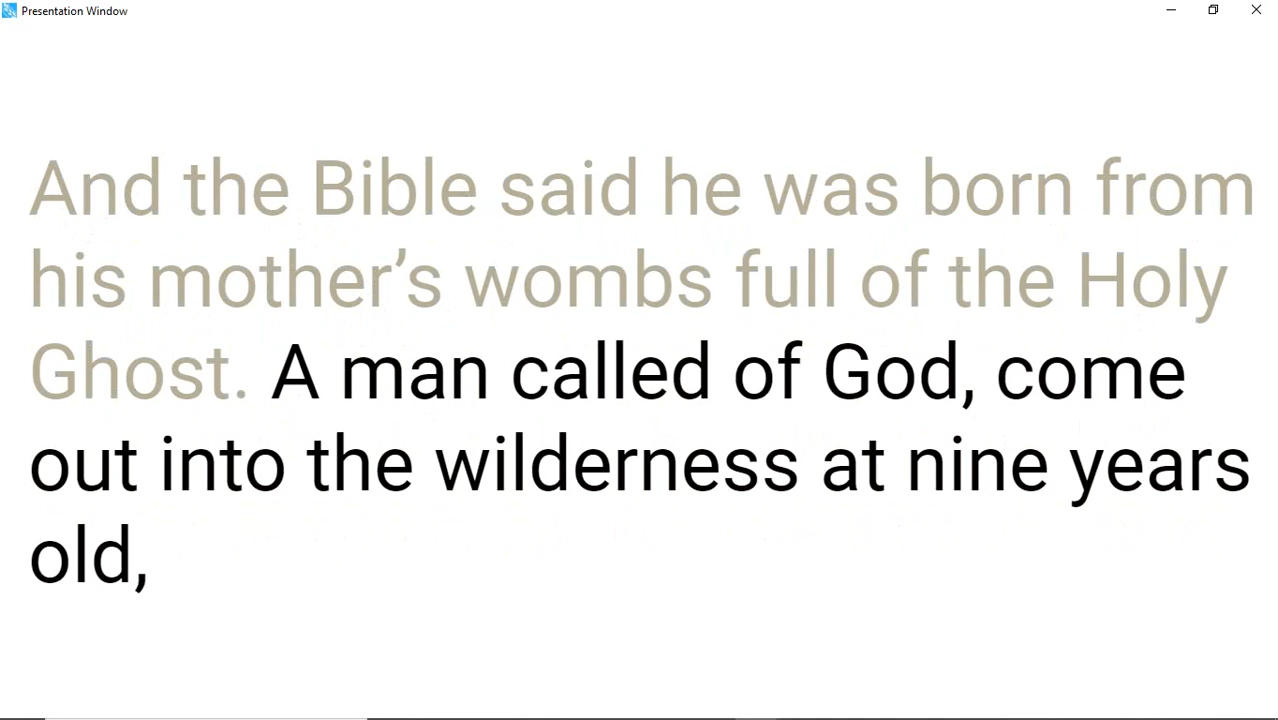 Presentation Window
And the Bible said he was born from
his mother’s wombs full of the Holy
Ghost. A man called of God, come
out into the wilderness at nine years
old,